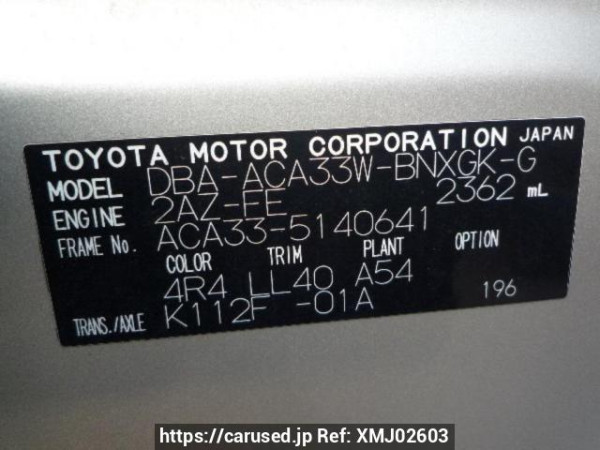 TOYOTA MOTOR CORPORATION JAPAN
MODEL DBA-ACA33W-BNXGK-G
ENGINE 2AZ-FE 2362 mL
FRAME No. ACA33-5140641
COLOR TRIM PLANT OPTION
4R4 LL40 A54
TRANS./AXLE K112F -01A 196
https://carused.jp Ref: XMJ02603